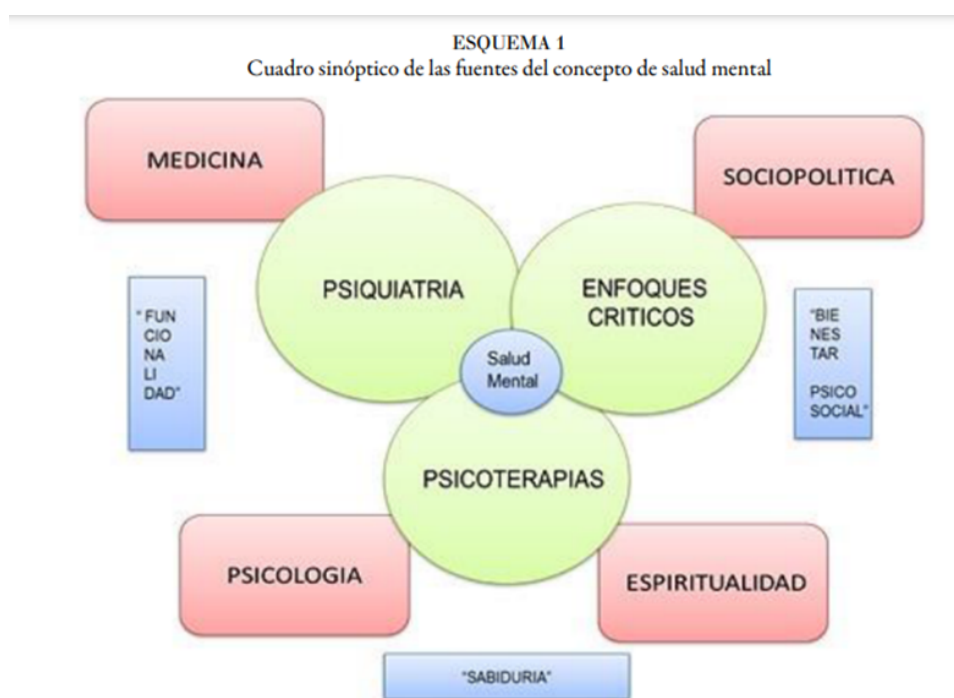 ESQUEMA 1
Cuadro sinóptico de las fuentes del concepto de salud mental
MEDICINA
SOCIOPOLITICA
PSIQUIATRIA
ENFOQUES
CRITICOS
"FUN
CIO
NA
LI
DAD"
"BIE
NES
TAR
PSICO
SOCIAL"
Salud
Mental
PSICOTERAPIAS
PSICOLOGIA
ESPIRITUALIDAD
"SABIDURIA"